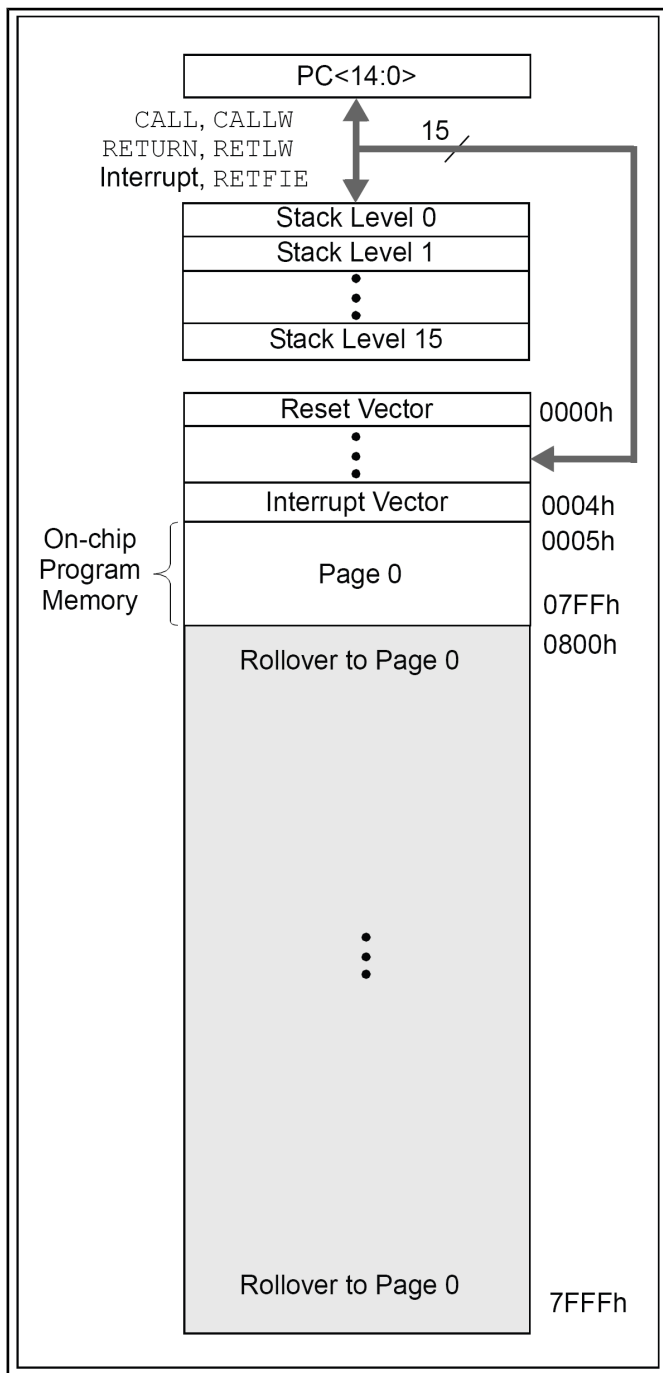 PC<14:0>
CALL, CALLW
RETURN, RETLW
Interrupt, RETFIE
15
Stack Level 0
Stack Level 1
Stack Level 15
Reset Vector
0000h
Interrupt Vector
0004h
On-chip
Program
Memory
Page 0
0005h
07FFh
Rollover to Page 0
0800h
Rollover to Page 0
7FFFh